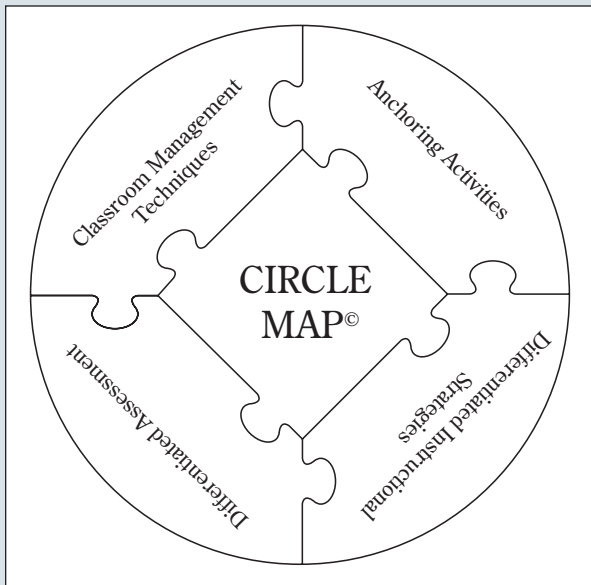 Classroom Management
Techniques
Anchoring Activities
CIRCLE
MAP©
Differentiated Assessment
Differentiated Instructional
Strategies